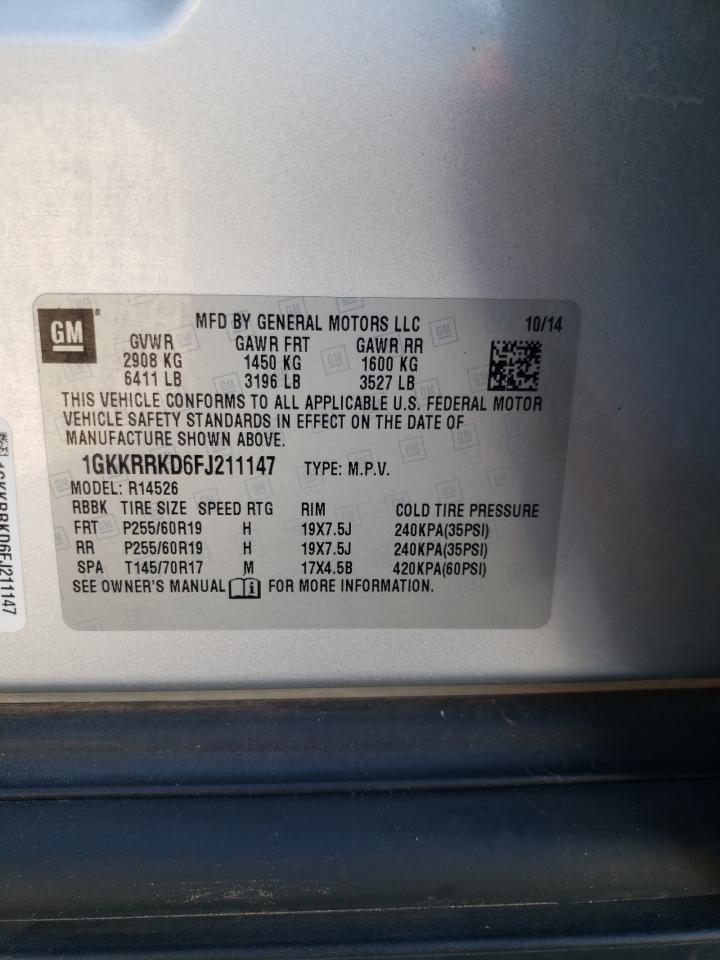 GM
MFD BY GENERAL MOTORS LLC 10/14
GVWR GAWR FRT GAWR RR
2908 KG 1450 KG 1600 KG
6411 LB 3196 LB 3527 LB
THIS VEHICLE CONFORMS TO ALL APPLICABLE U.S. FEDERAL MOTOR
VEHICLE SAFETY STANDARDS IN EFFECT ON THE DATE OF
MANUFACTURE SHOWN ABOVE.
1GKKRRKD6FJ211147 TYPE: M.P.V.
MODEL: R14526
RBBK TIRE SIZE SPEED RTG RIM COLD TIRE PRESSURE
FRT P255/60R19 H 19X7.5J 240KPA(35PSI)
RR P255/60R19 H 19X7.5J 240KPA(35PSI)
SPA T145/70R17 M 17X4.5B 420KPA(60PSI)
SEE OWNER'S MANUAL i FOR MORE INFORMATION.
1GKKRRKD6FJ211147